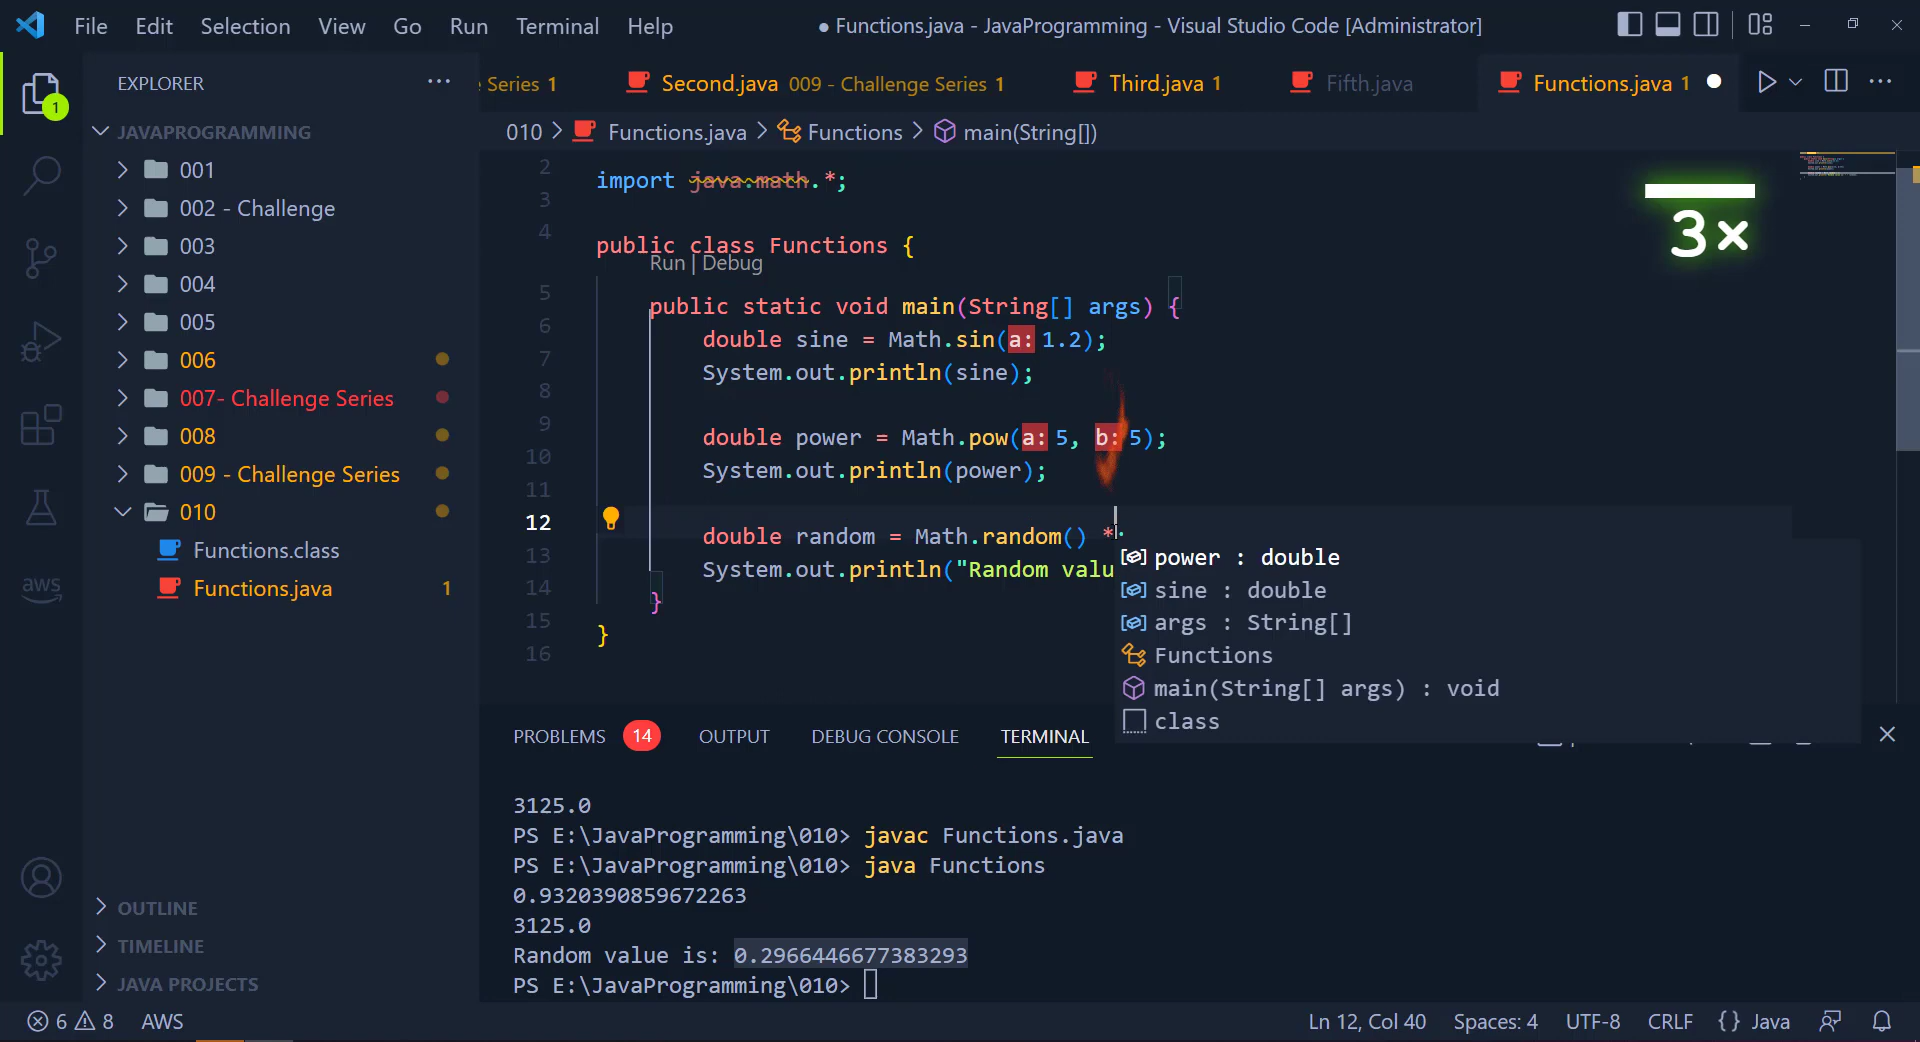 File Edit Selection View Go Run Terminal Help
● Functions.java - JavaProgramming - Visual Studio Code [Administrator]
EXPLORER
1
JAVAPROGRAMMING
001
002 - Challenge
003
004
005
006
007- Challenge Series
008
009 - Challenge Series
010
Functions.class
Functions.java 1
OUTLINE
TIMELINE
JAVA PROJECTS
aws
e Series 1
Second.java 009 - Challenge Series 1
Third.java 1
Fifth.java
Functions.java 1
010 > Functions.java > Functions > main(String[])
3×
2 import java.math.*;
3
4 public class Functions {
Run | Debug
5 public static void main(String[] args) {
6 double sine = Math.sin(a: 1.2);
7 System.out.println(sine);
8
9 double power = Math.pow(a: 5, b: 5);
10 System.out.println(power);
11
12 double random = Math.random() *;
13 System.out.println("Random valu
14 }
15 }
16
power : double
sine : double
args : String[]
Functions
main(String[] args) : void
class
PROBLEMS 14 OUTPUT DEBUG CONSOLE TERMINAL
3125.0
PS E:\JavaProgramming\010> javac Functions.java
PS E:\JavaProgramming\010> java Functions
0.9320390859672263
3125.0
Random value is: 0.2966446677383293
PS E:\JavaProgramming\010>
6 8 AWS
Ln 12, Col 40 Spaces: 4 UTF-8 CRLF {} Java